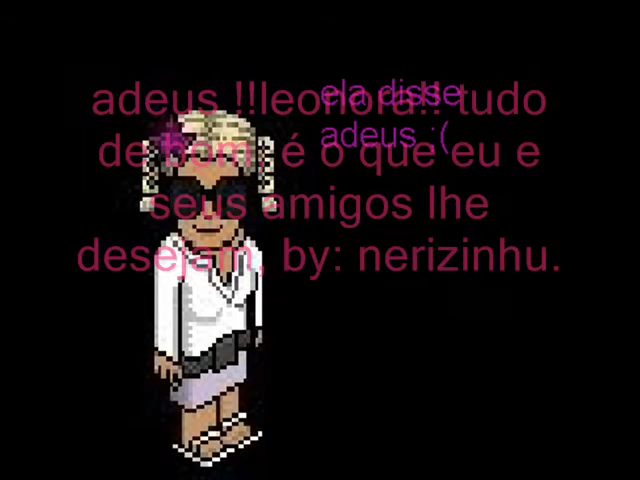 ela disse
adeus :(
adeus !!leonora!! tudo
de bom, é o que eu e
seus amigos lhe
desejam, by: nerizinhu.